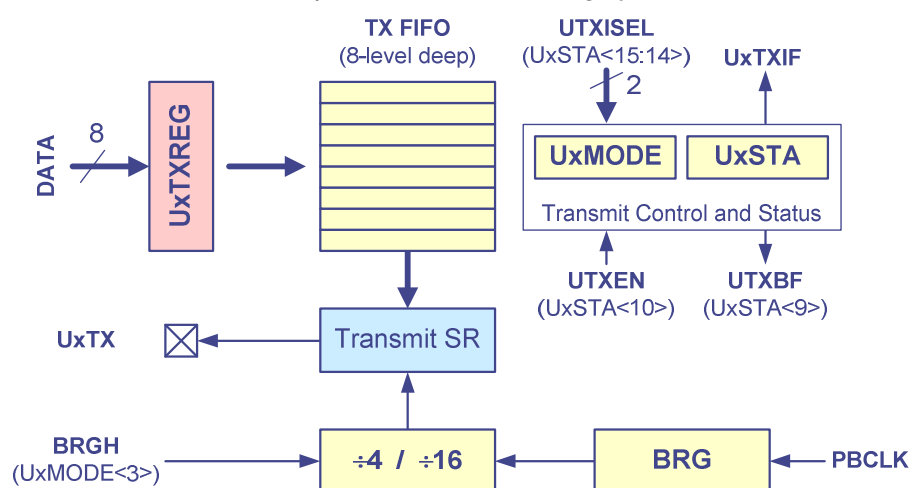 TX FIFO
(8-level deep)
UTXISEL
(UxSTA<15:14>)
UxTXIF
2
DATA
8
UxTXREG
UxMODE
UxSTA
Transmit Control and Status
UTXEN
(UxSTA<10>)
UTXBF
(UxSTA<9>)
UxTX
Transmit SR
BRGH
(UxMODE<3>)
÷4 / ÷16
BRG
PBCLK